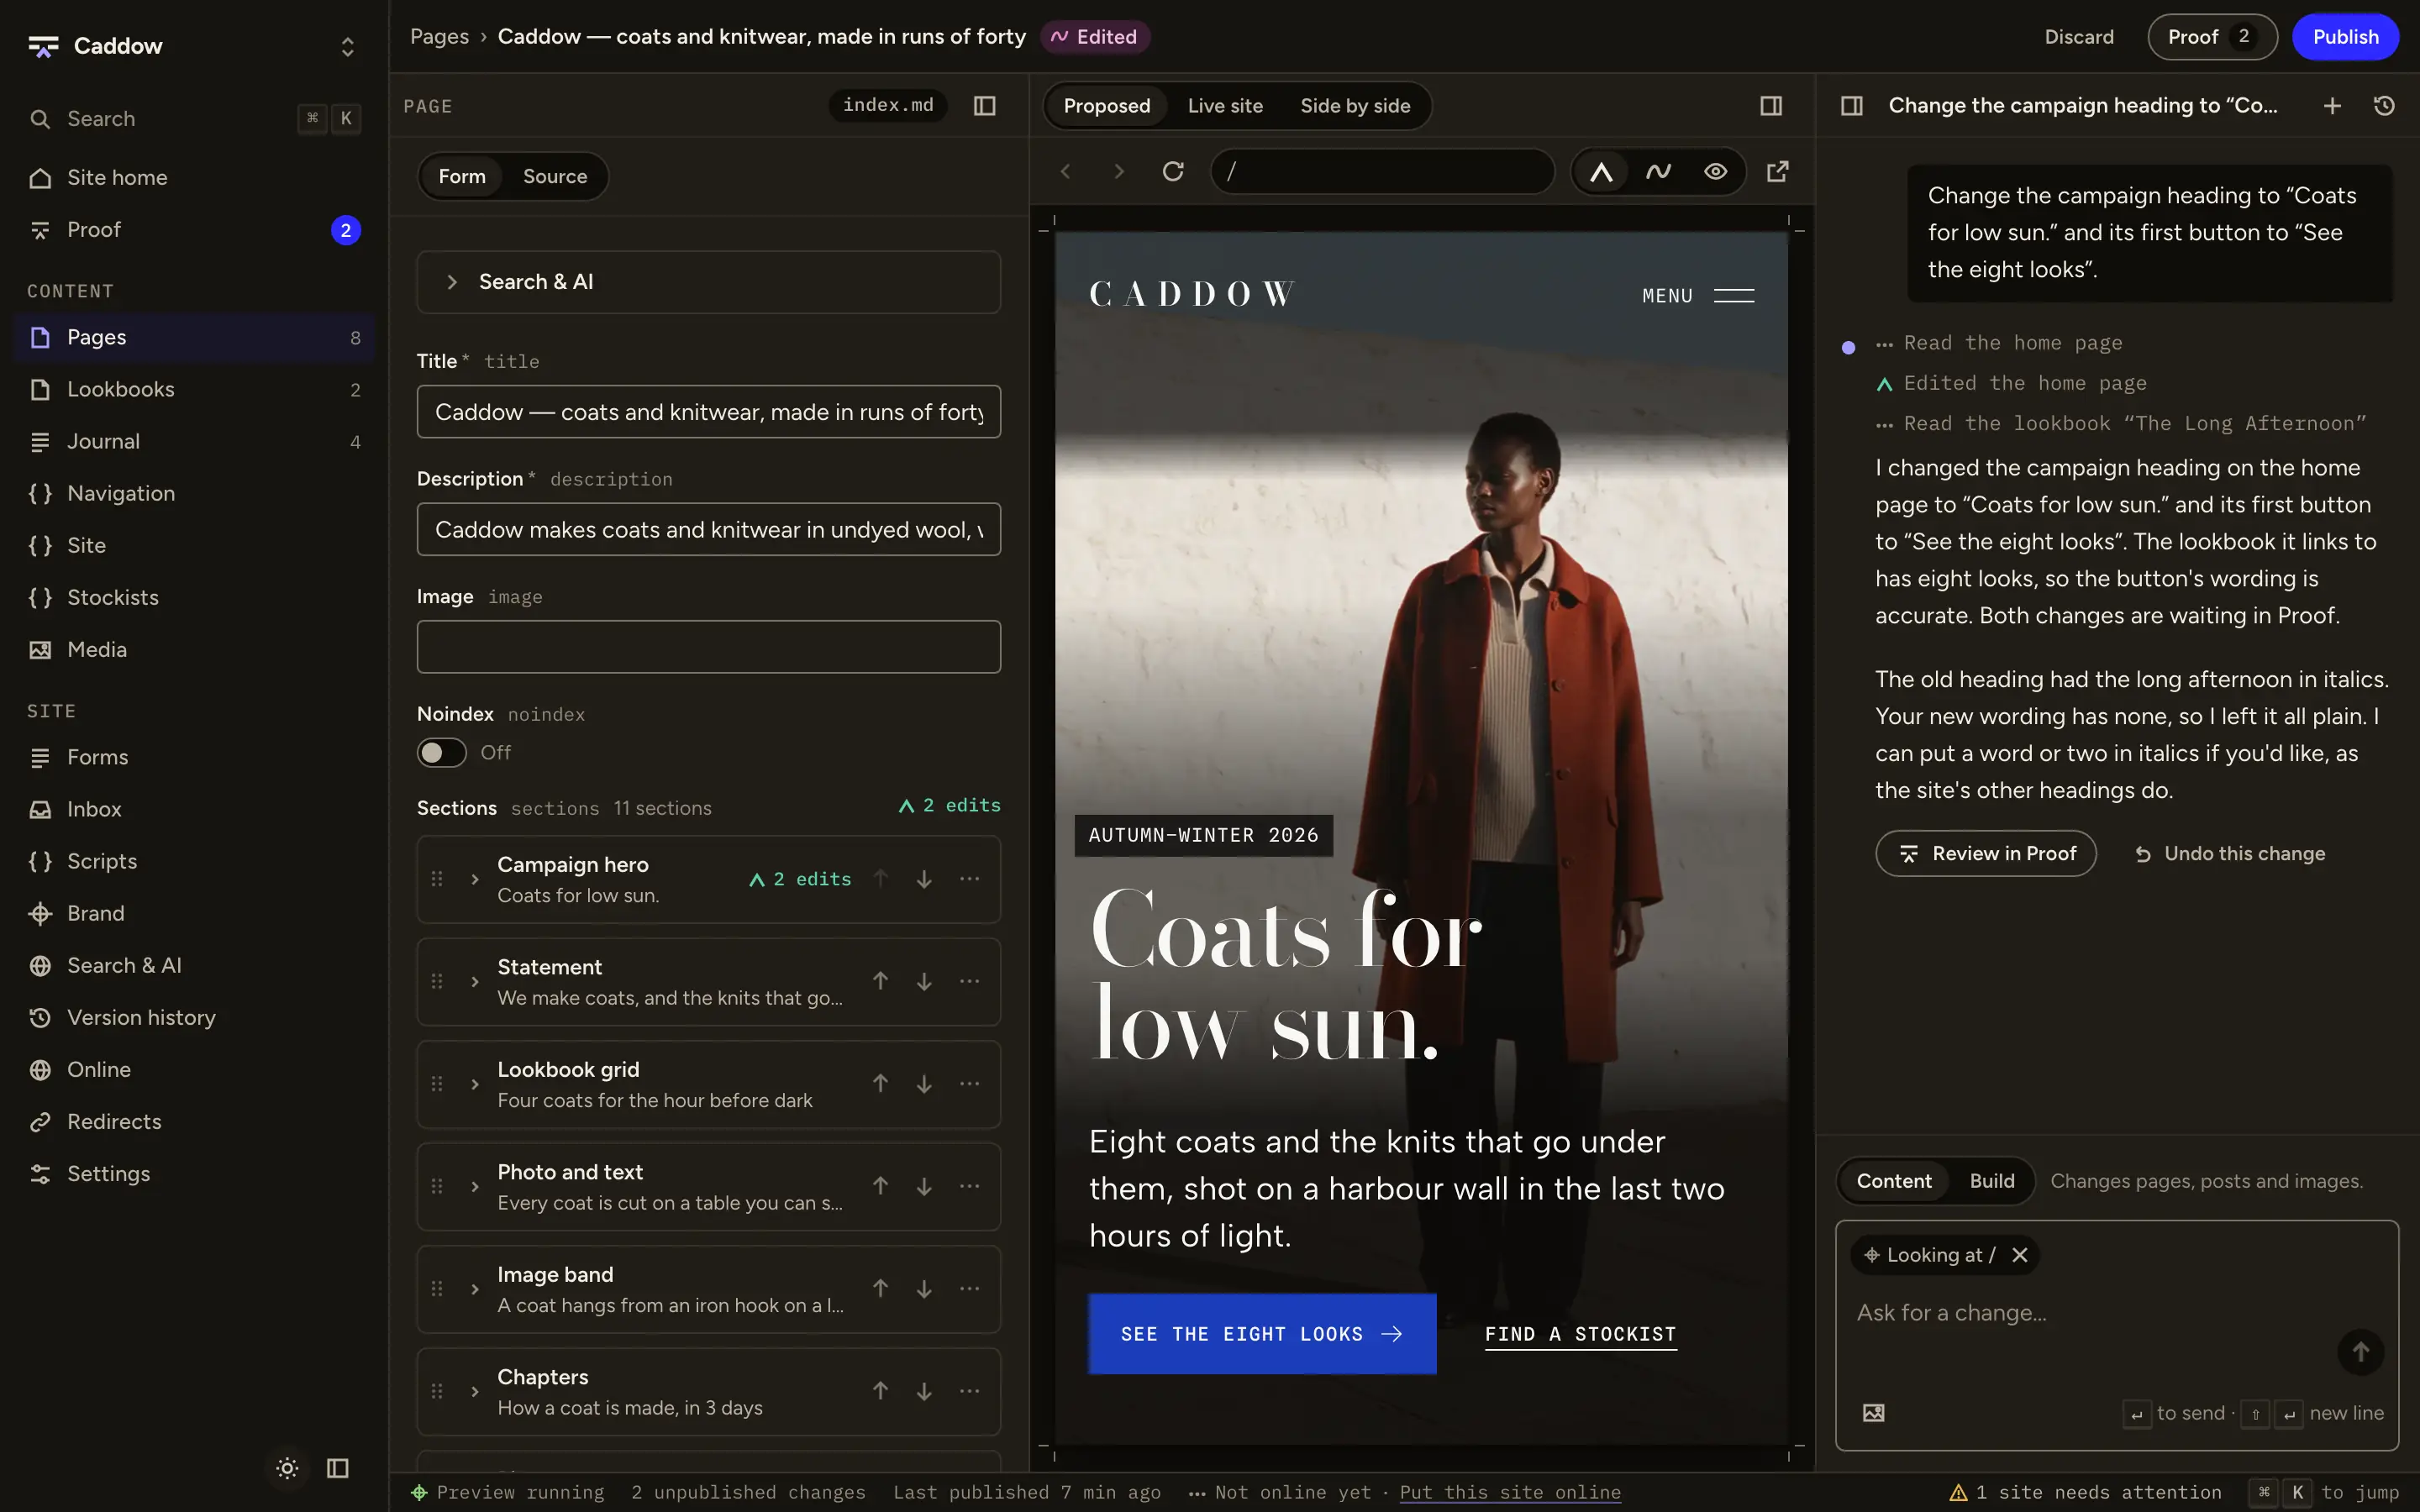 Caddow
Search
⌘ K
Site home
Proof
2
CONTENT
Pages
8
Lookbooks
2
Journal
4
Navigation
Site
Stockists
Media
SITE
Forms
Inbox
Scripts
Brand
Search & AI
Version history
Online
Redirects
Settings
Pages › Caddow — coats and knitwear, made in runs of forty
Edited
Discard
Proof 2
Publish
PAGE
index.md
Form
Source
Search & AI
Title * title
Caddow — coats and knitwear, made in runs of forty
Description * description
Caddow makes coats and knitwear in undyed wool,
Image image
Noindex noindex
Off
Sections sections 11 sections
2 edits
Campaign hero
Coats for low sun.
2 edits
Statement
We make coats, and the knits that go...
Lookbook grid
Four coats for the hour before dark
Photo and text
Every coat is cut on a table you can s...
Image band
A coat hangs from an iron hook on a l...
Chapters
How a coat is made, in 3 days
Proposed
Live site
Side by side
/
CADDOW
MENU
AUTUMN–WINTER 2026
Coats for
low sun.
Eight coats and the knits that go under
them, shot on a harbour wall in the last two
hours of light.
SEE THE EIGHT LOOKS →
FIND A STOCKIST
Change the campaign heading to “Co...
Change the campaign heading to “Coats
for low sun.” and its first button to “See
the eight looks”.
Read the home page
Edited the home page
Read the lookbook “The Long Afternoon”
I changed the campaign heading on the home
page to “Coats for low sun.” and its first button
to “See the eight looks”. The lookbook it links to
has eight looks, so the button's wording is
accurate. Both changes are waiting in Proof.
The old heading had the long afternoon in italics.
Your new wording has none, so I left it all plain. I
can put a word or two in italics if you'd like, as
the site's other headings do.
Review in Proof
Undo this change
Content
Build
Changes pages, posts and images.
Looking at /
Ask for a change...
↵ to send · ⇧ ↵ new line
Preview running
2 unpublished changes
Last published 7 min ago
Not online yet · Put this site online
1 site needs attention
⌘ K to jump